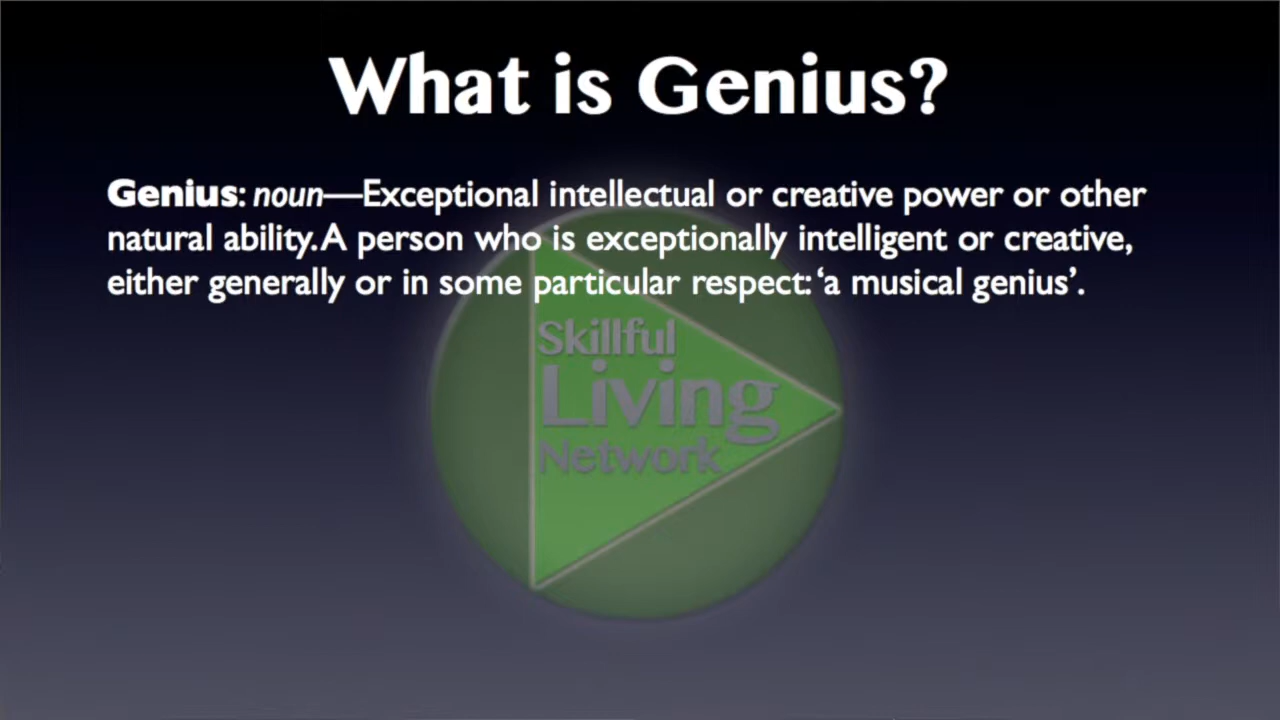 What is Genius?
Genius: noun—Exceptional intellectual or creative power or other
natural ability. A person who is exceptionally intelligent or creative,
either generally or in some particular respect: ‘a musical genius’.
Skillful
Living
Network